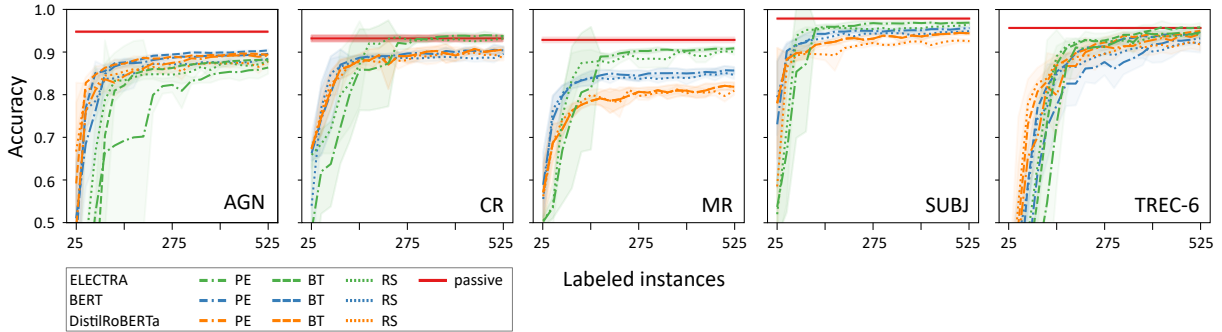 Accuracy
1.0
0.9
0.8
0.7
0.6
0.5
AGN
CR
MR
SUBJ
TREC-6
25 275 525
25 275 525
25 275 525
25 275 525
25 275 525
Labeled instances
ELECTRA PE BT RS passive
BERT PE BT RS
DistilRoBERTa PE BT RS